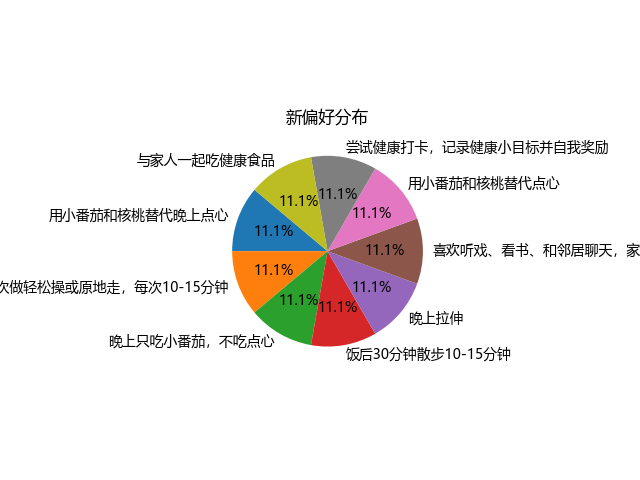 新偏好分布
尝试健康打卡，记录健康小目标并自我奖励
与家人一起吃健康食品
用小番茄和核桃替代点心
11.1%
11.1%
11.1%
用小番茄和核桃替代晚上点心
11.1%
11.1%
喜欢听戏、看书、和邻居聊天，家
次做轻松操或原地走，每次10-15分钟
11.1%
11.1%
11.1%
11.1%
晚上拉伸
晚上只吃小番茄，不吃点心
饭后30分钟散步10-15分钟